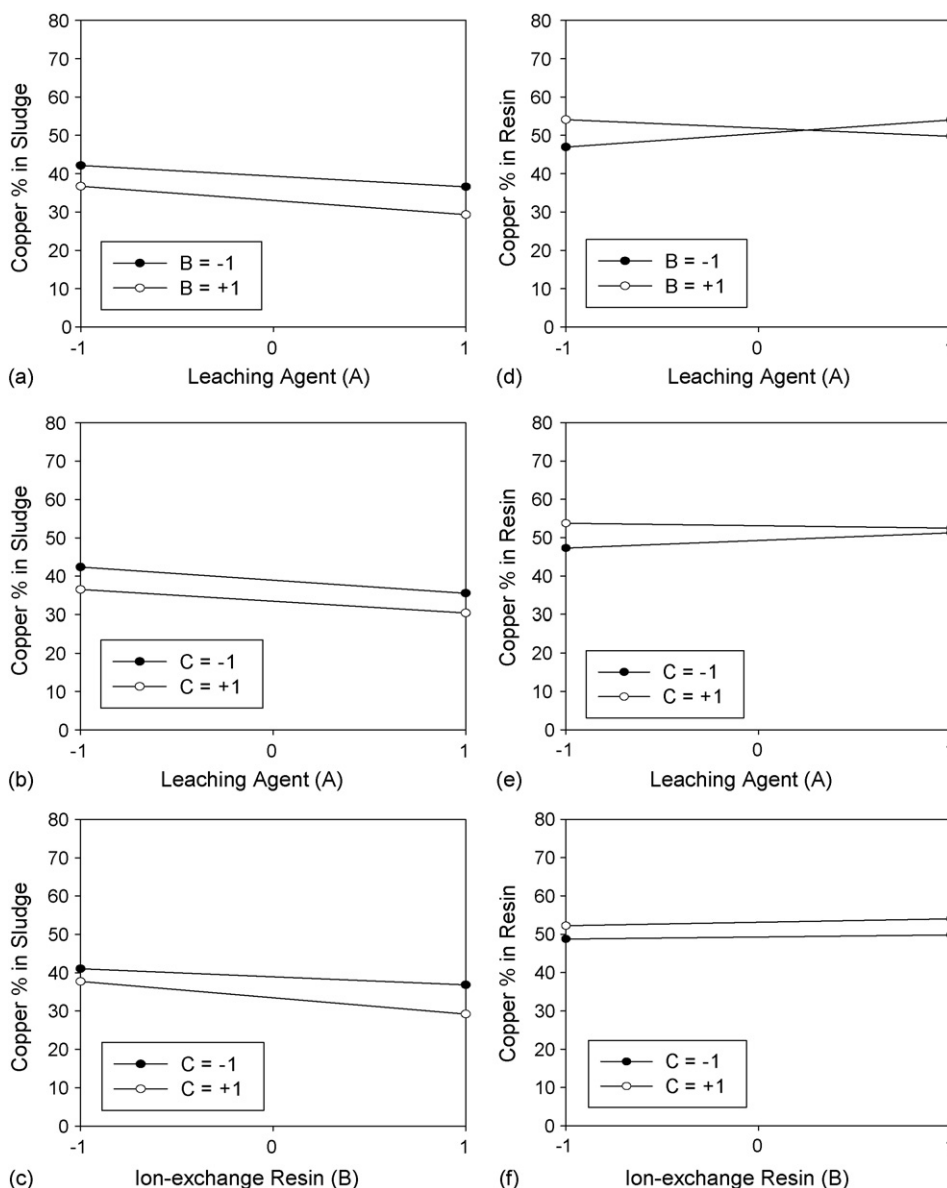 80
70
60
50
40
30
20
10
0
Copper % in Sludge
B = -1
B = +1
-1 0 1
(a) Leaching Agent (A)
80
70
60
50
40
30
20
10
0
Copper % in Resin
B = -1
B = +1
-1 0
(d) Leaching Agent (A)
80
70
60
50
40
30
20
10
0
Copper % in Sludge
C = -1
C = +1
-1 0 1
(b) Leaching Agent (A)
80
70
60
50
40
30
20
10
0
Copper % in Resin
C = -1
C = +1
-1 0
(e) Leaching Agent (A)
80
70
60
50
40
30
20
10
0
Copper % in Sludge
C = -1
C = +1
-1 0 1
(c) Ion-exchange Resin (B)
80
70
60
50
40
30
20
10
0
Copper % in Resin
C = -1
C = +1
-1 0
(f) Ion-exchange Resin (B)